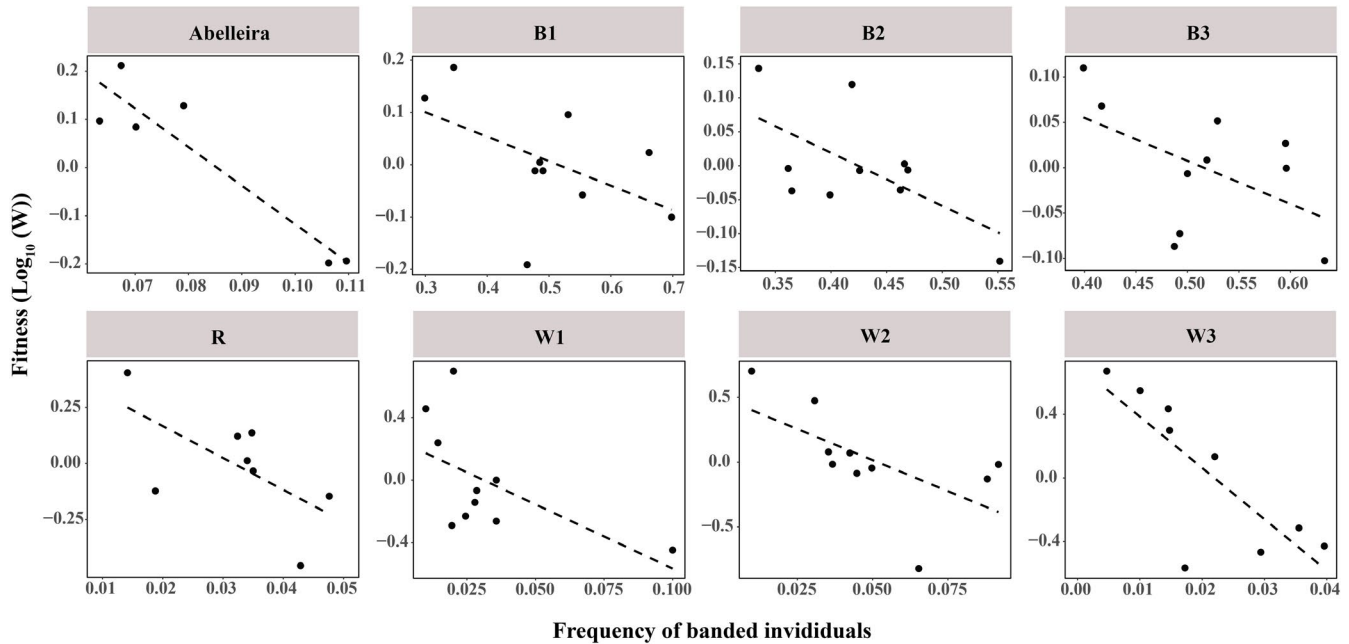 Abelleira
B1
B2
B3
0.2
0.1
0.0
−0.1
−0.2
0.07 0.08 0.09 0.10 0.11
0.2
0.1
0.0
−0.1
−0.2
0.3 0.4 0.5 0.6 0.7
0.15
0.10
0.05
0.00
−0.05
−0.10
−0.15
0.35 0.40 0.45 0.50 0.55
0.10
0.05
0.00
−0.05
−0.10
0.40 0.45 0.50 0.55 0.60
Fitness (Log₁₀ (W))
R
W1
W2
W3
0.25
0.00
−0.25
0.01 0.02 0.03 0.04 0.05
0.4
0.0
−0.4
0.025 0.050 0.075 0.100
0.5
0.0
−0.5
0.025 0.050 0.075
0.4
0.0
−0.4
0.00 0.01 0.02 0.03 0.04
Frequency of banded invididuals